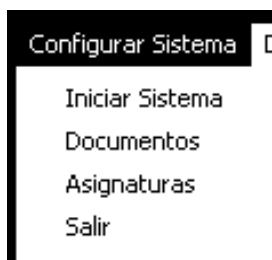 Configurar Sistema
Iniciar Sistema
Documentos
Asignaturas
Salir